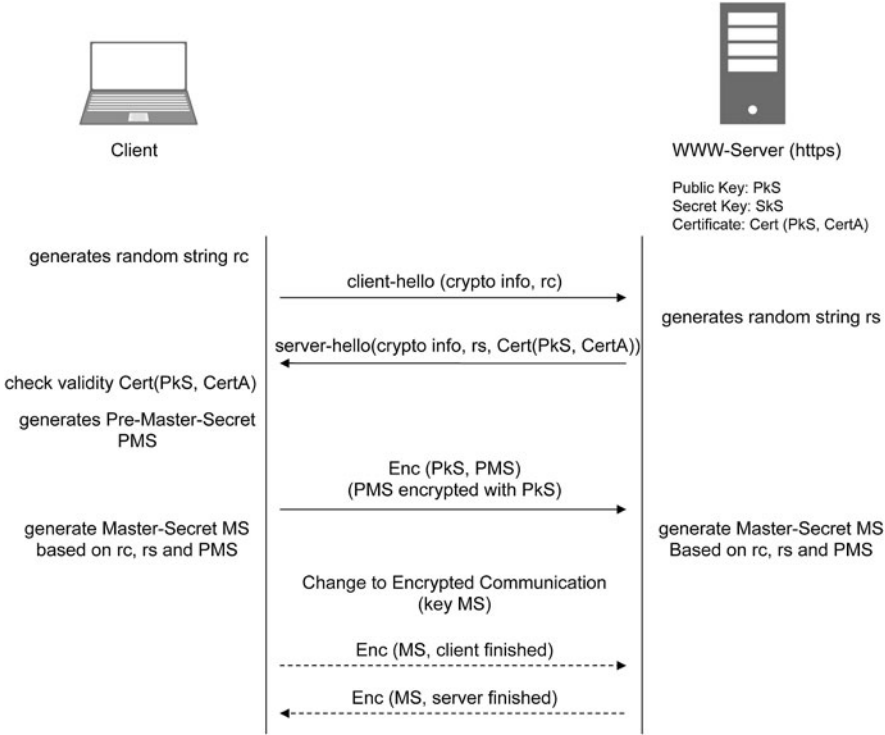 Client
WWW-Server (https)
Public Key: PkS
Secret Key: SkS
Certificate: Cert (PkS, CertA)
generates random string rc
client-hello (crypto info, rc)
generates random string rs
server-hello(crypto info, rs, Cert(PkS, CertA))
check validity Cert(PkS, CertA)
generates Pre-Master-Secret
PMS
Enc (PkS, PMS)
(PMS encrypted with PkS)
generate Master-Secret MS
based on rc, rs and PMS
generate Master-Secret MS
Based on rc, rs and PMS
Change to Encrypted Communication
(key MS)
Enc (MS, client finished)
Enc (MS, server finished)